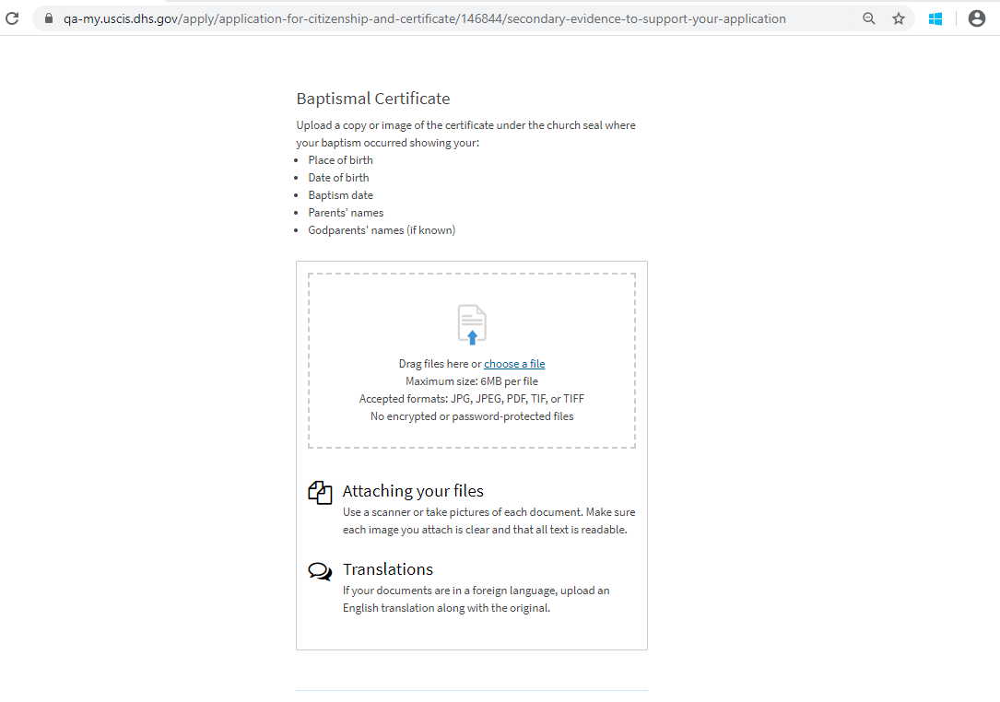 qa-my.uscis.dhs.gov/apply/application-for-citizenship-and-certificate/146844/secondary-evidence-to-support-your-application
Baptismal Certificate
Upload a copy or image of the certificate under the church seal where
your baptism occurred showing your:
• Place of birth
• Date of birth
• Baptism date
• Parents' names
• Godparents' names (if known)
Drag files here or choose a file
Maximum size: 6MB per file
Accepted formats: JPG, JPEG, PDF, TIF, or TIFF
No encrypted or password-protected files
Attaching your files
Use a scanner or take pictures of each document. Make sure
each image you attach is clear and that all text is readable.
Translations
If your documents are in a foreign language, upload an
English translation along with the original.